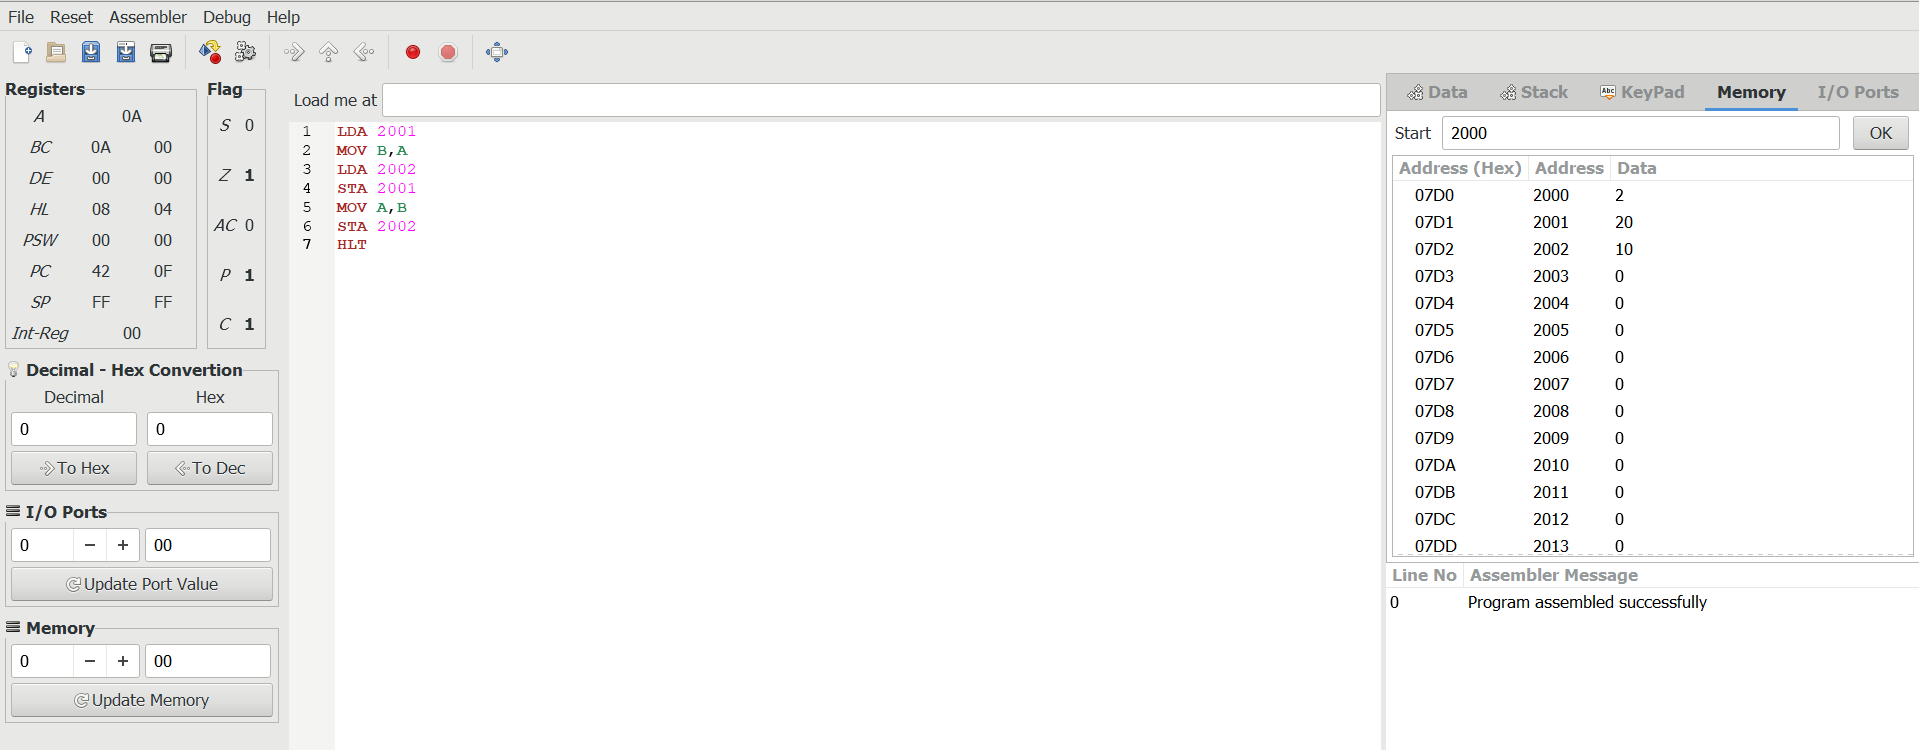 File Reset Assembler Debug Help
Registers
A 0A
BC 0A 00
DE 00 00
HL 08 04
PSW 00 00
PC 42 0F
SP FF FF
Int-Reg 00
Flag
S 0
Z 1
AC 0
P 1
C 1
Decimal - Hex Convertion
Decimal Hex
0 0
To Hex To Dec
I/O Ports
0 − + 00
Update Port Value
Memory
0 − + 00
Update Memory
Load me at
1 LDA 2001
2 MOV B,A
3 LDA 2002
4 STA 2001
5 MOV A,B
6 STA 2002
7 HLT
Data Stack Abc KeyPad Memory I/O Ports
Start 2000 OK
Address (Hex) Address Data
07D0 2000 2
07D1 2001 20
07D2 2002 10
07D3 2003 0
07D4 2004 0
07D5 2005 0
07D6 2006 0
07D7 2007 0
07D8 2008 0
07D9 2009 0
07DA 2010 0
07DB 2011 0
07DC 2012 0
07DD 2013 0
Line No Assembler Message
0 Program assembled successfully